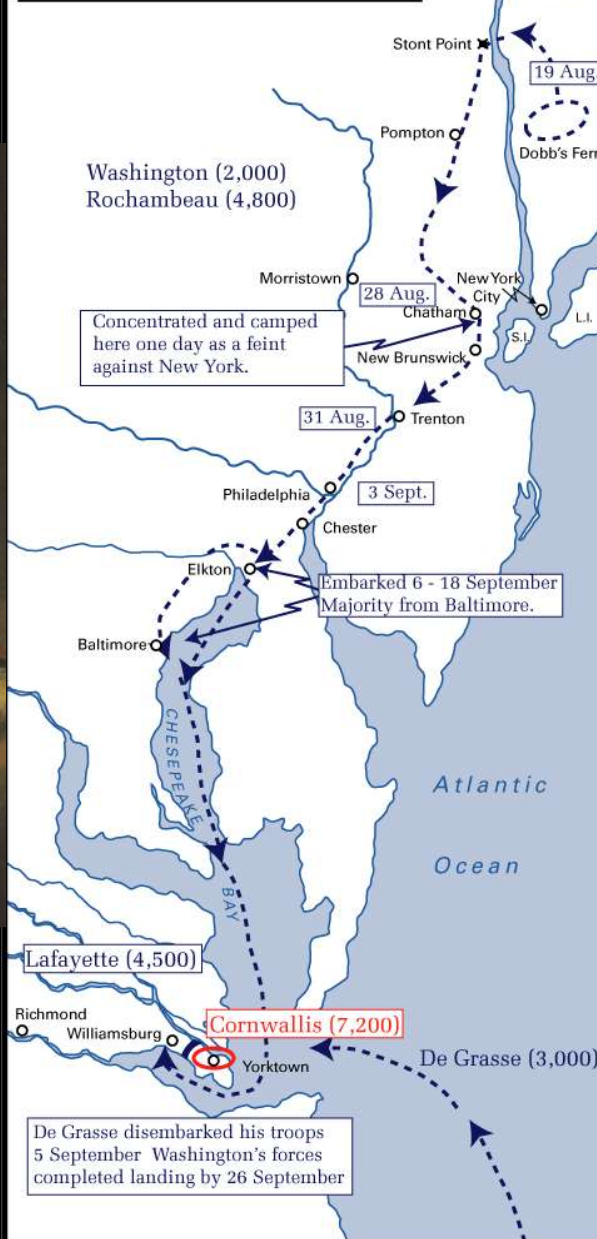 Stont Point
19 Aug.
Pompton
Dobb's Ferr
Washington (2,000)
Rochambeau (4,800)
Morristown
28 Aug.
New York
City
Chatham
L.I.
S.I.
Concentrated and camped
here one day as a feint
against New York.
New Brunswick
31 Aug.
Trenton
Philadelphia
3 Sept.
Chester
Elkton
Embarked 6 - 18 September
Majority from Baltimore.
Baltimore
CHESEPEAKE
BAY
Atlantic
Ocean
Lafayette (4,500)
Richmond
Williamsburg
Cornwallis (7,200)
Yorktown
De Grasse (3,000)
De Grasse disembarked his troops
5 September Washington's forces
completed landing by 26 September